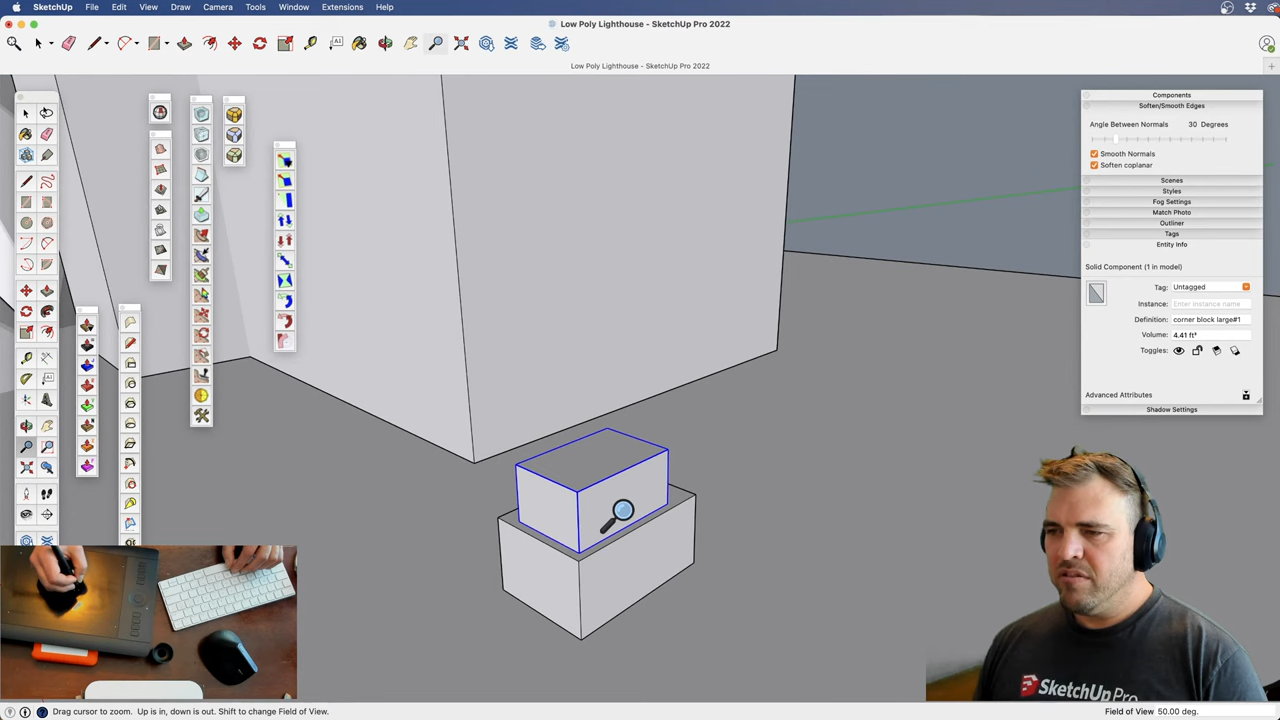 SketchUp File Edit View Draw Camera Tools Window Extensions Help
Low Poly Lighthouse - SketchUp Pro 2022
Low Poly Lighthouse - SketchUp Pro 2022
Components
Soften/Smooth Edges
Angle Between Normals 30 Degrees
Smooth Normals
Soften coplanar
Scenes
Styles
Fog Settings
Match Photo
Outliner
Tags
Entity Info
Solid Component (1 in model)
Tag: Untagged
Instance: Enter instance name
Definition: corner block large#1
Volume: 4.41 ft³
Toggles:
Advanced Attributes
Shadow Settings
SketchUp Pro
Drag cursor to zoom. Up is in, down is out. Shift to change Field of View.
Field of View 50.00 deg.